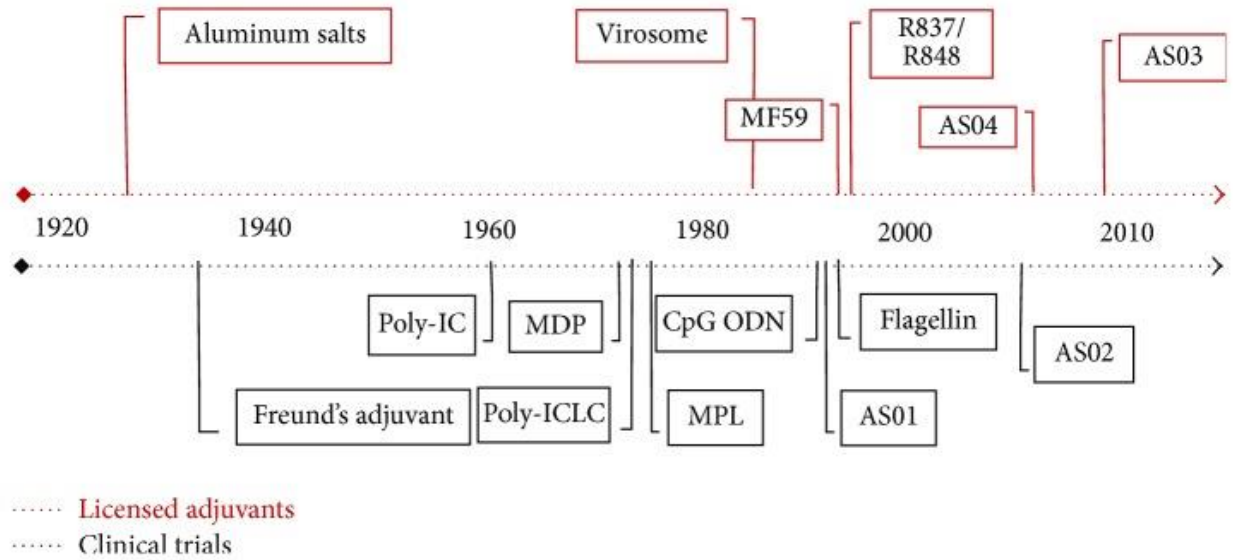 Aluminum salts
Virosome
R837/
R848
AS03
MF59
AS04
1920 1940 1960 1980 2000 2010
Poly-IC
MDP
CpG ODN
Flagellin
AS02
Freund's adjuvant
Poly-ICLC
MPL
AS01
Licensed adjuvants
Clinical trials